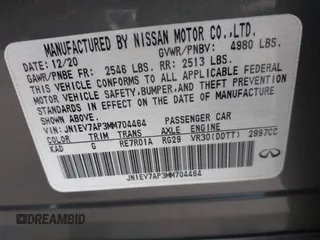 MANUFACTURED BY NISSAN MOTOR CO.,LTD.
DATE: 12/20 GVWR/PNBV: 4980 LBS.
GAWR/PNBE FR: 2546 LBS. RR: 2513 LBS.
THIS VEHICLE CONFORMS TO ALL APPLICABLE FEDERAL
MOTOR VEHICLE SAFETY, BUMPER, AND THEFT PREVENTION
STANDARDS IN EFFECT ON THE DATE OF MANUFACTURE
SHOWN ABOVE.
VIN: JN1EV7AP3MM704464 PASSENGER CAR
COLOR TRIM TRANS AXLE ENGINE
KAD G RE7R01A RG29 VR30(DDTT) 2997CC
JN1EV7AP3MM704464
INFINITI
© DREAMBID
dreambid.com